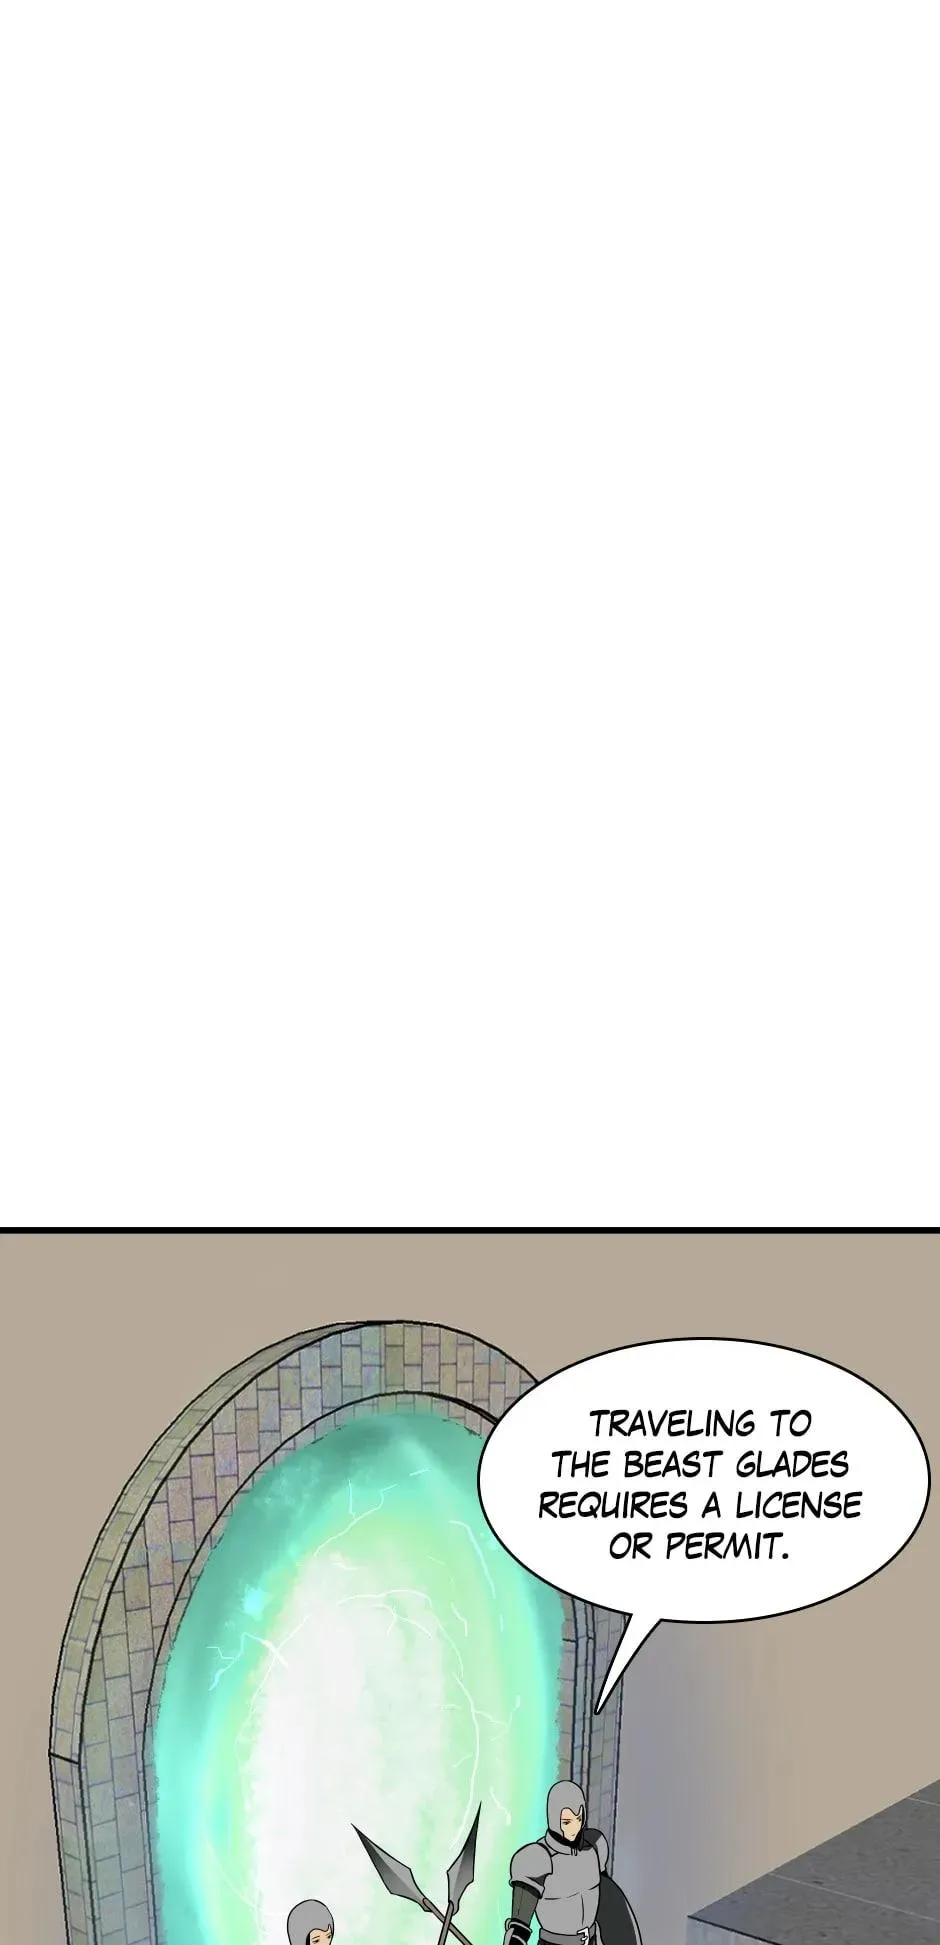 TRAVELING TO
THE BEAST GLADES
REQUIRES A LICENSE
OR PERMIT.